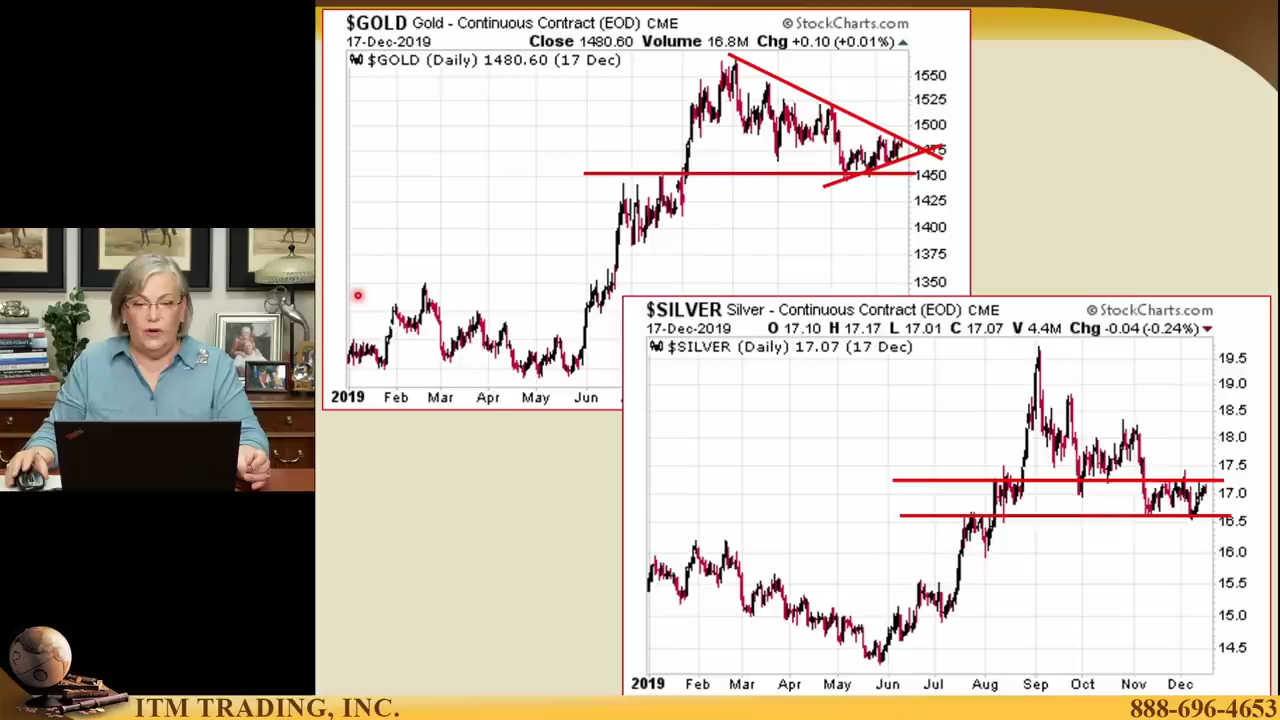 $GOLD Gold - Continuous Contract (EOD) CME
© StockCharts.com
17-Dec-2019
Close 1480.60 Volume 16.8M Chg +0.10 (+0.01%)
$GOLD (Daily) 1480.60 (17 Dec)
1550
1525
1500
1475
1450
1425
1400
1375
1350
2019 Feb Mar Apr May Jun
$SILVER Silver - Continuous Contract (EOD) CME
© StockCharts.com
17-Dec-2019
O 17.10 H 17.17 L 17.01 C 17.07 V 4.4M Chg -0.04 (-0.24%)
$SILVER (Daily) 17.07 (17 Dec)
19.5
19.0
18.5
18.0
17.5
17.0
16.5
16.0
15.5
15.0
14.5
2019 Feb Mar Apr May Jun Jul Aug Sep Oct Nov Dec
ITM TRADING, INC.
888-696-4653